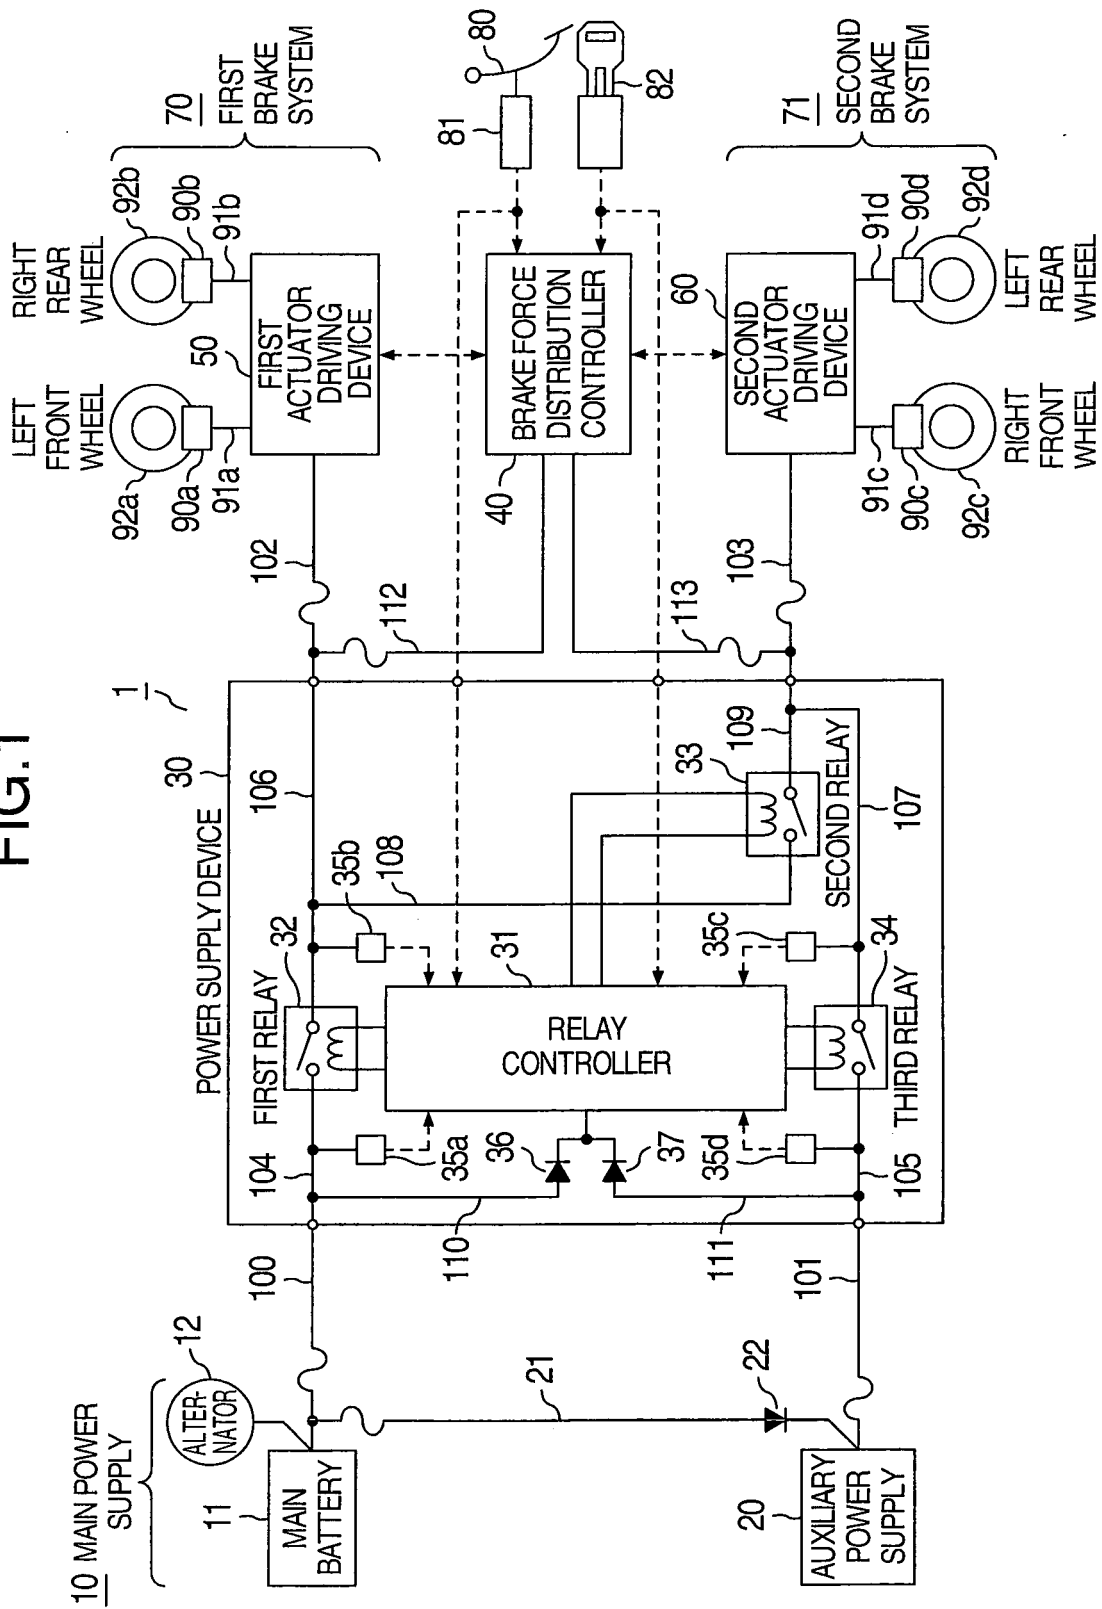 FIG.1
10 MAIN POWER
SUPPLY
ALTER-
NATOR
12
11
MAIN
BATTERY
100
21
22
20
AUXILIARY
POWER
SUPPLY
101
1
30
POWER SUPPLY DEVICE
FIRST RELAY
32
104
106
35a
35b
108
110
36
37
111
31
RELAY
CONTROLLER
35d
35c
105
THIRD RELAY
34
33
109
SECOND RELAY
107
102
112
113
103
LEFT
FRONT
WHEEL
RIGHT
REAR
WHEEL
92a
90a
91a
92b
90b
91b
50
FIRST
ACTUATOR
DRIVING
DEVICE
70
FIRST
BRAKE
SYSTEM
40
BRAKE FORCE
DISTRIBUTION
CONTROLLER
81
80
82
60
SECOND
ACTUATOR
DRIVING
DEVICE
71
SECOND
BRAKE
SYSTEM
91c
90c
92c
91d
90d
92d
RIGHT
FRONT
WHEEL
LEFT
REAR
WHEEL